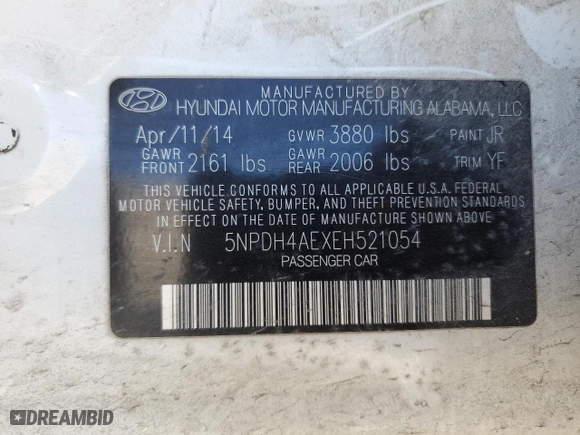 MANUFACTURED BY
HYUNDAI MOTOR MANUFACTURING ALABAMA, LLC
Apr/11/14 GVWR 3880 lbs PAINT JR
GAWR FRONT 2161 lbs GAWR REAR 2006 lbs TRIM YF
THIS VEHICLE CONFORMS TO ALL APPLICABLE U.S.A. FEDERAL
MOTOR VEHICLE SAFETY, BUMPER, AND THEFT PREVENTION STANDARDS
IN EFFECT ON THE DATE OF MANUFACTURE SHOWN ABOVE.
V.I.N 5NPDH4AEXEH521054
PASSENGER CAR
DREAMBID